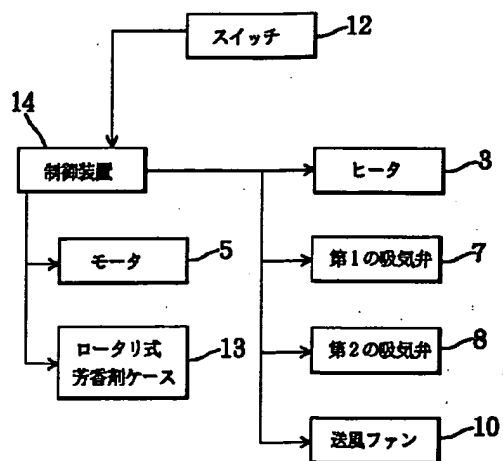 スイッチ
12
14
制御装置
ヒータ
3
モータ
5
第1の吸気弁
7
ロータリ式
芳香剤ケース
13
第2の吸気弁
8
送風ファン
10